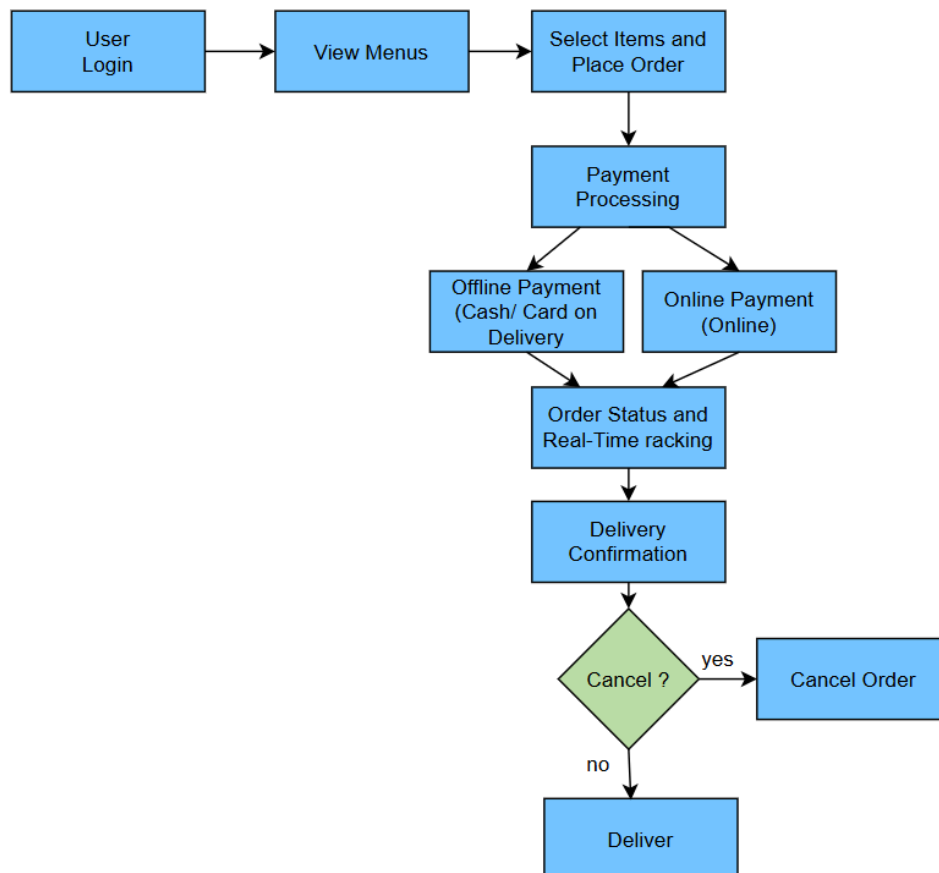 User
Login
View Menus
Select Items and
Place Order
Payment
Processing
Offline Payment
(Cash/ Card on
Delivery
Online Payment
(Online)
Order Status and
Real-Time racking
Delivery
Confirmation
Cancel ?
yes
Cancel Order
no
Deliver